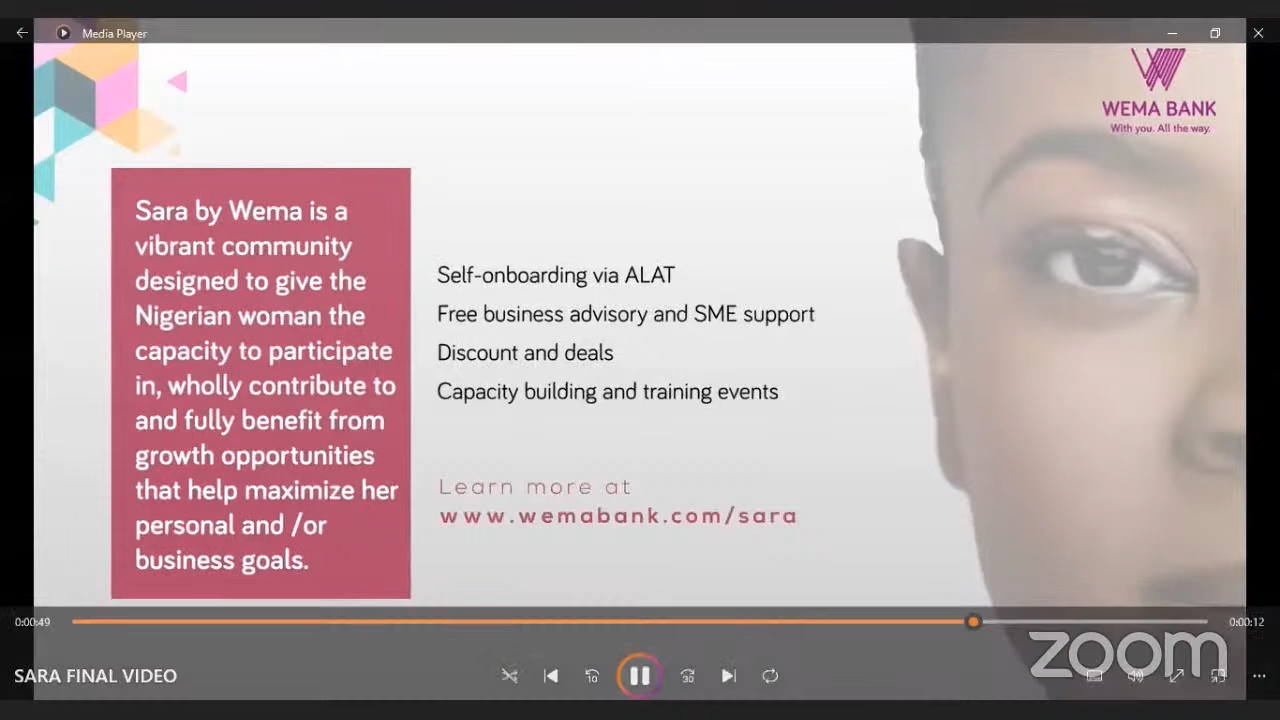 Media Player
WEMA BANK
With you. All the way.
Sara by Wema is a
vibrant community
designed to give the
Nigerian woman the
capacity to participate
in, wholly contribute to
and fully benefit from
growth opportunities
that help maximize her
personal and /or
business goals.
Self-onboarding via ALAT
Free business advisory and SME support
Discount and deals
Capacity building and training events
Learn more at
www.wemabank.com/sara
0:00:49
0:00:12
SARA FINAL VIDEO
10
30
zoom